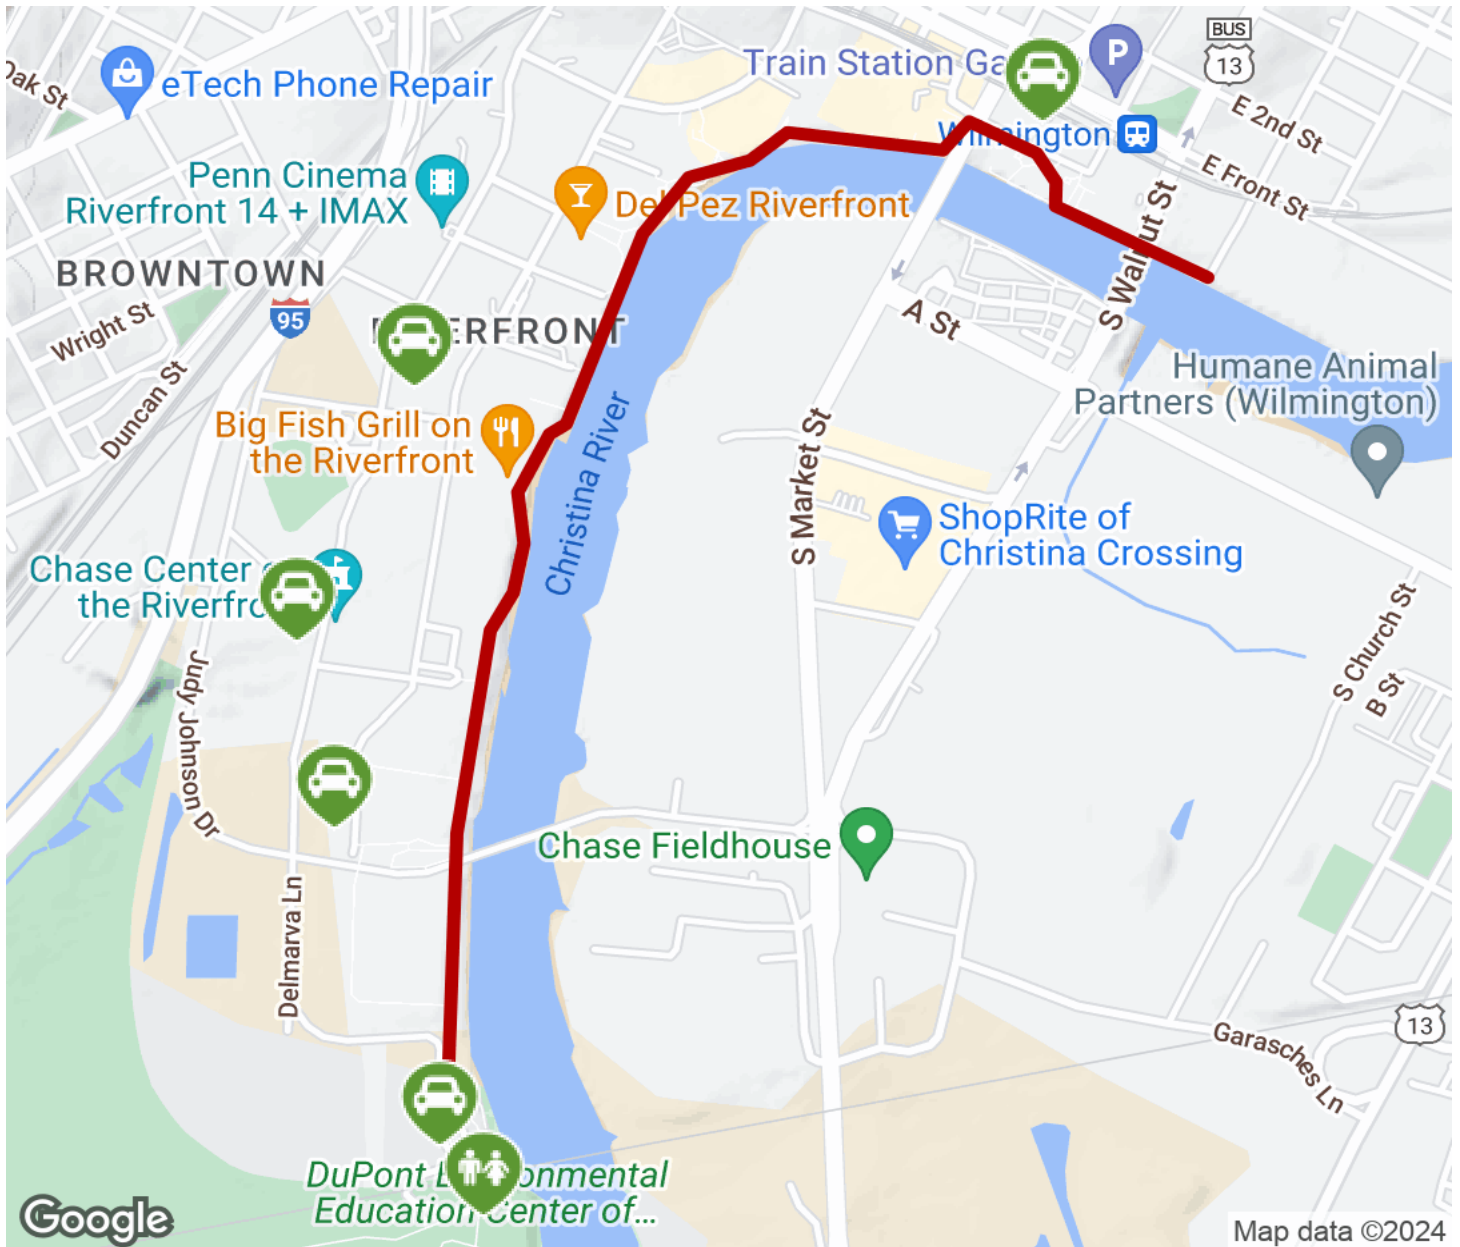 BUS
13
Train Station Ga
P
Oak St
eTech Phone Repair
E 2nd St
Wilmington
E Front St
Penn Cinema
Riverfront 14 + IMAX
Del Pez Riverfront
S Walnut St
BROWNTOWN
95
Wright St
ERFRONT
A St
Duncan St
Humane Animal
Partners (Wilmington)
Big Fish Grill on
the Riverfront
Christina River
S Market St
ShopRite of
Christina Crossing
Chase Center
the Riverfro
S Church St
B St
Judy Johnson Dr
Chase Fieldhouse
Delmarva Ln
13
Garasches Ln
DuPont E onmental
Education Center of...
Google
Map data ©2024